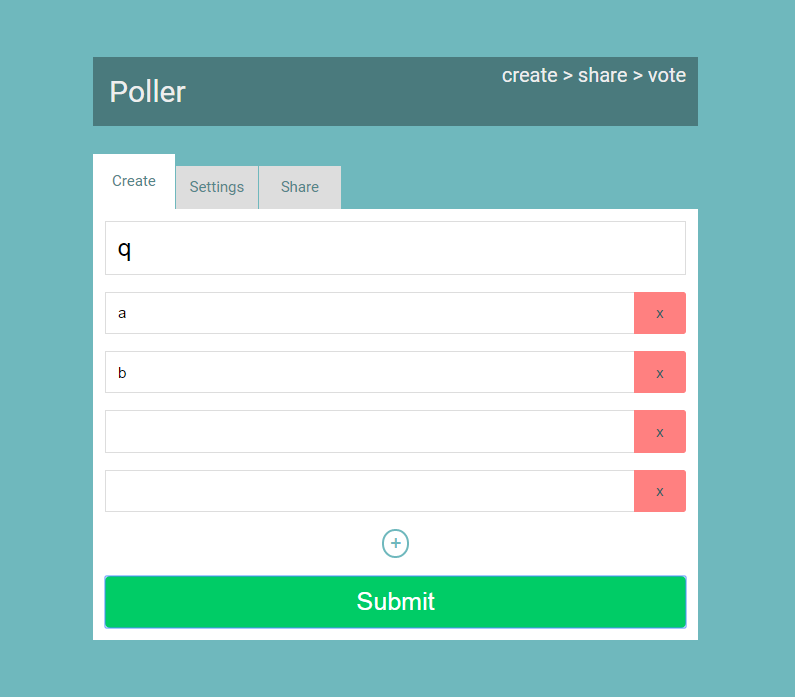 Poller
create > share > vote
Create
Settings
Share
q
a
x
b
x
x
x
+
Submit